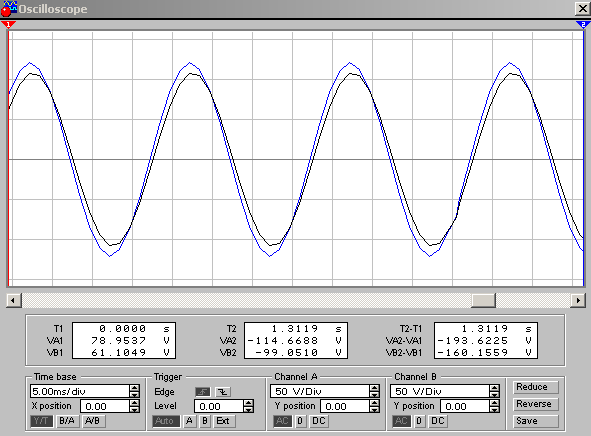 Oscilloscope
1 2
T1 0.0000 s T2 1.3119 s T2-T1 1.3119 s
VA1 78.9537 V VA2 -114.6688 V VA2-VA1 -193.6225 V
VB1 61.1049 V VB2 -99.0510 V VB2-VB1 -160.1559 V
Time base Trigger Channel A Channel B Reduce
5.00ms/div Edge 50 V/Div 50 V/Div Reverse
X position 0.00 Level 0.00 Y position 0.00 Y position 0.00
Y/T B/A A/B Auto A B Ext AC 0 DC AC 0 DC Save